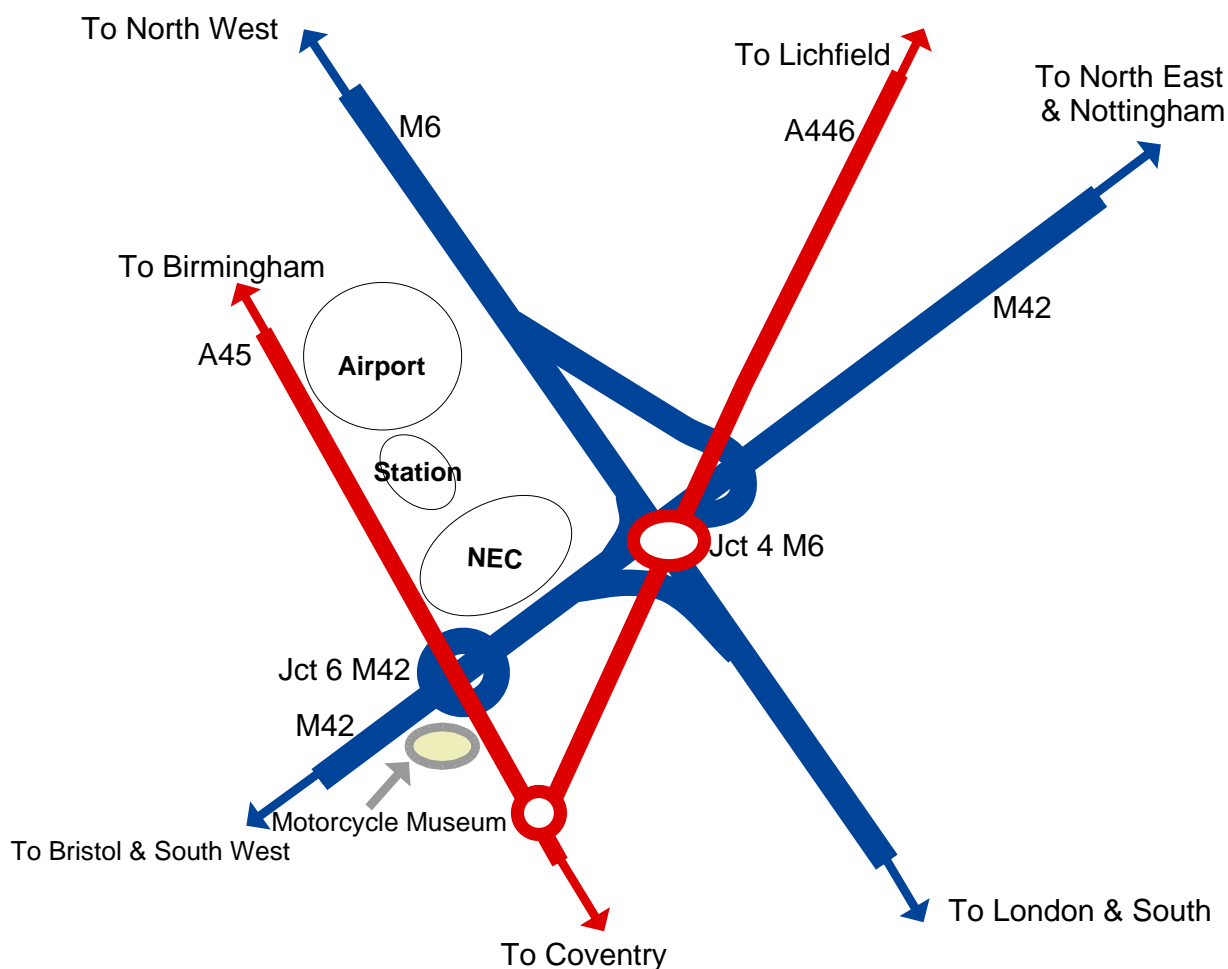 To North West
To Lichfield
To North East
& Nottingham
M6
A446
To Birmingham
M42
A45
Airport
Station
NEC
Jct 4 M6
Jct 6 M42
M42
Motorcycle Museum
To Bristol & South West
To London & South
To Coventry